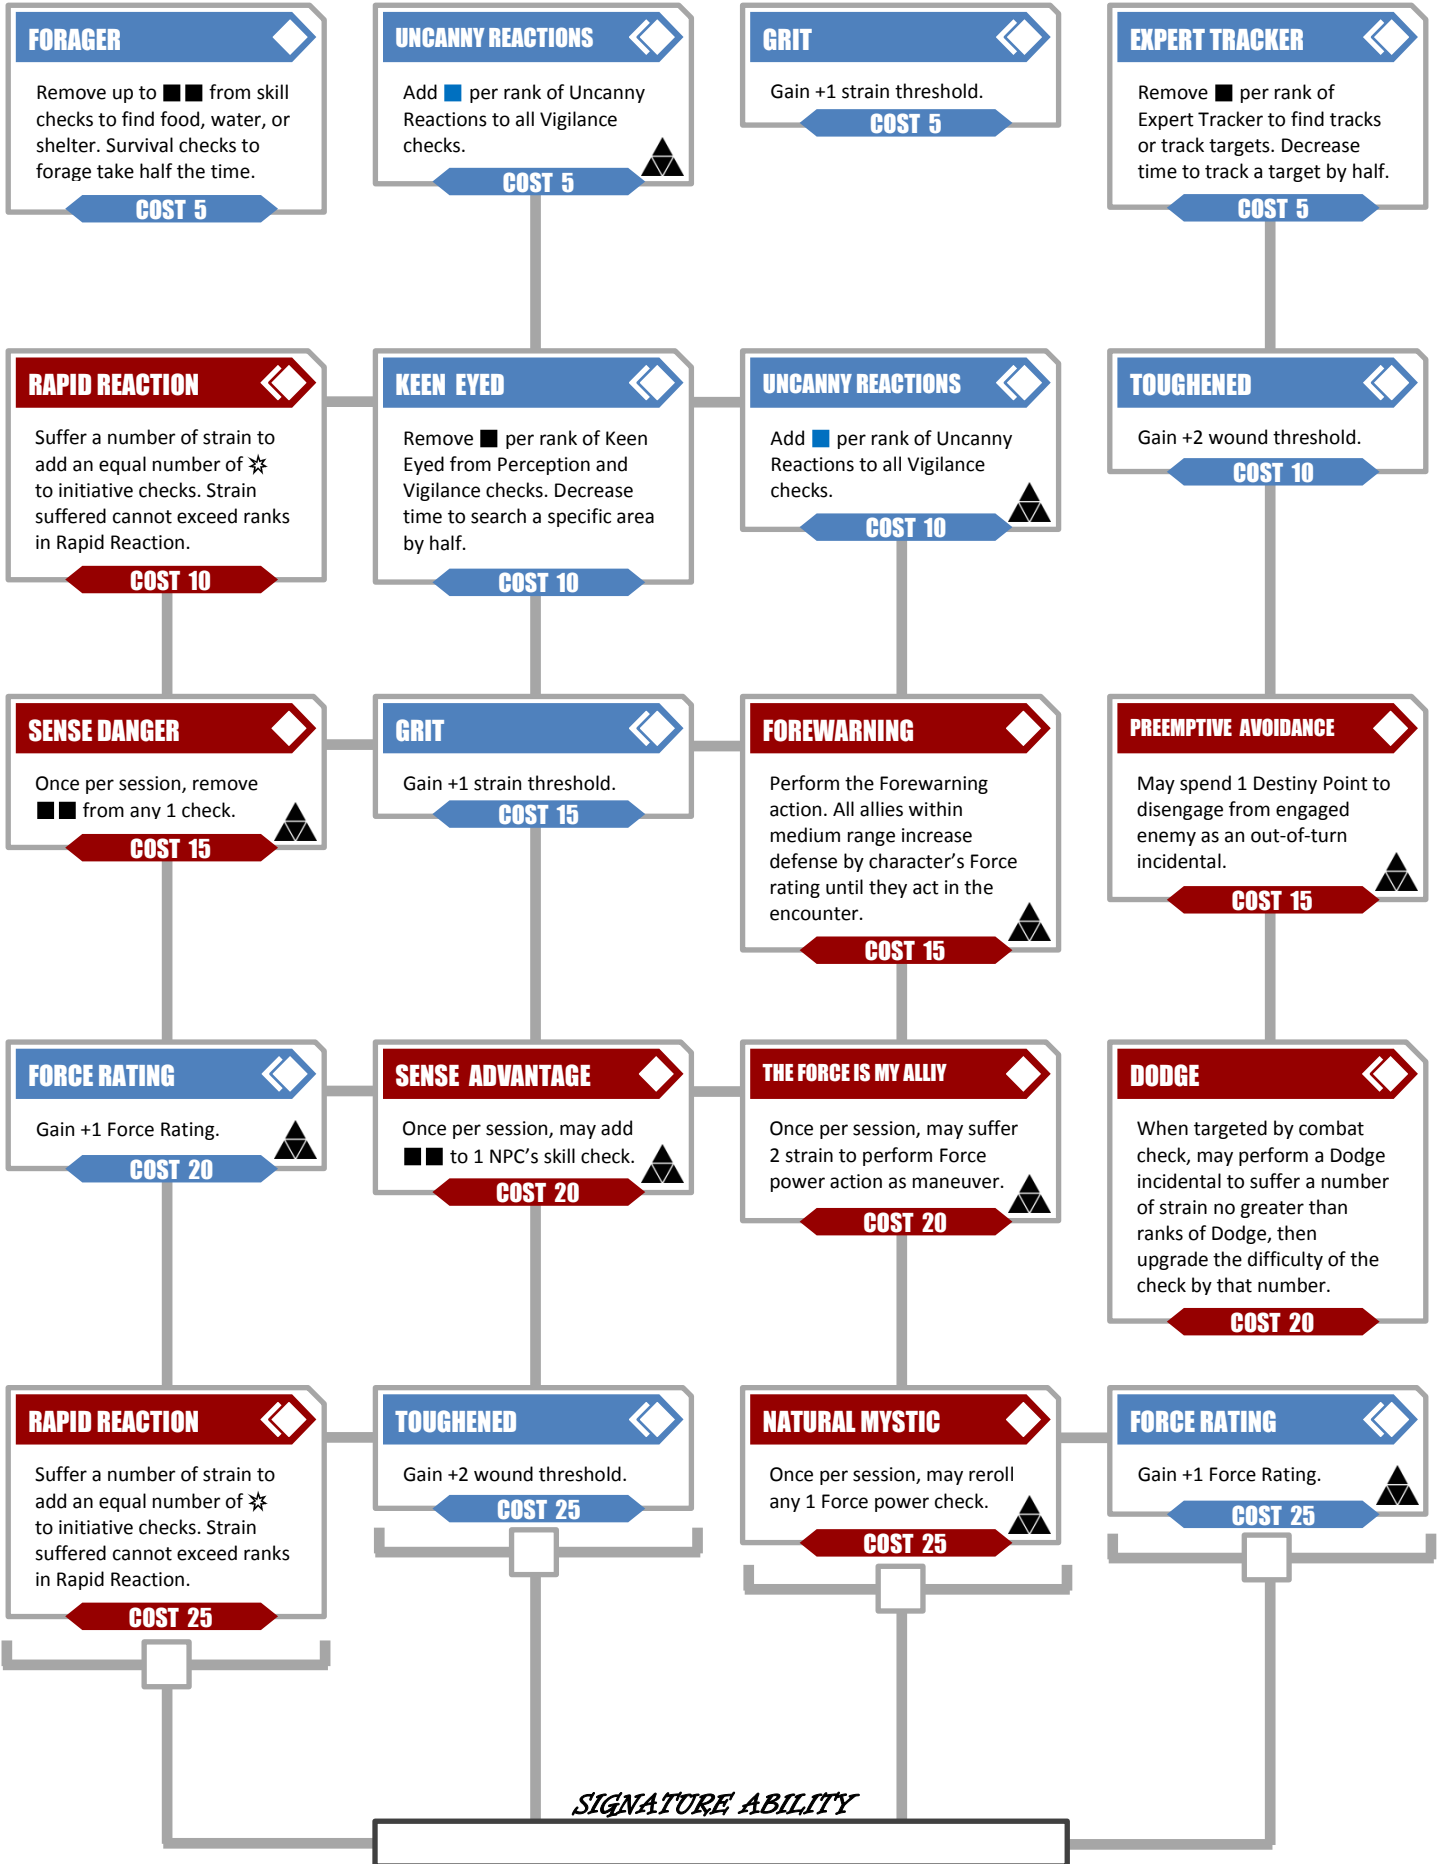 FORAGER
Remove up to ■■ from skill
checks to find food, water, or
shelter. Survival checks to
forage take half the time.
COST 5
UNCANNY REACTIONS
Add ■ per rank of Uncanny
Reactions to all Vigilance
checks.
COST 5
GRIT
Gain +1 strain threshold.
COST 5
EXPERT TRACKER
Remove ■ per rank of
Expert Tracker to find tracks
or track targets. Decrease
time to track a target by half.
COST 5
RAPID REACTION
Suffer a number of strain to
add an equal number of
to initiative checks. Strain
suffered cannot exceed ranks
in Rapid Reaction.
COST 10
KEEN EYED
Remove ■ per rank of Keen
Eyed from Perception and
Vigilance checks. Decrease
time to search a specific area
by half.
COST 10
UNCANNY REACTIONS
Add ■ per rank of Uncanny
Reactions to all Vigilance
checks.
COST 10
TOUGHENED
Gain +2 wound threshold.
COST 10
SENSE DANGER
Once per session, remove
■■ from any 1 check.
COST 15
GRIT
Gain +1 strain threshold.
COST 15
FOREWARNING
Perform the Forewarning
action. All allies within
medium range increase
defense by character’s Force
rating until they act in the
encounter.
COST 15
PREEMPTIVE AVOIDANCE
May spend 1 Destiny Point to
disengage from engaged
enemy as an out-of-turn
incidental.
COST 15
FORCE RATING
Gain +1 Force Rating.
COST 20
SENSE ADVANTAGE
Once per session, may add
■■ to 1 NPC’s skill check.
COST 20
THE FORCE IS MY ALLIY
Once per session, may suffer
2 strain to perform Force
power action as maneuver.
COST 20
DODGE
When targeted by combat
check, may perform a Dodge
incidental to suffer a number
of strain no greater than
ranks of Dodge, then
upgrade the difficulty of the
check by that number.
COST 20
RAPID REACTION
Suffer a number of strain to
add an equal number of
to initiative checks. Strain
suffered cannot exceed ranks
in Rapid Reaction.
COST 25
TOUGHENED
Gain +2 wound threshold.
COST 25
NATURAL MYSTIC
Once per session, may reroll
any 1 Force power check.
COST 25
FORCE RATING
Gain +1 Force Rating.
COST 25
SIGNATURE ABILITY